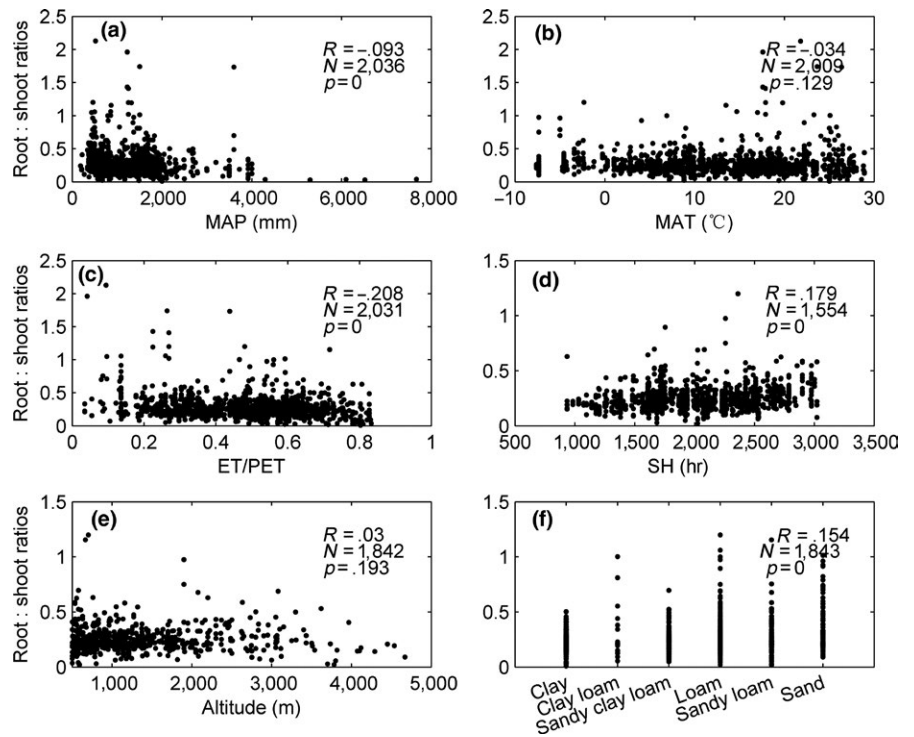 (a)
R = –.093
N = 2,036
p = 0
2.5
2
1.5
1
0.5
0
Root : shoot ratios
0 2,000 4,000 6,000 8,000
MAP (mm)
(b)
R = –.034
N = 2,009
p = .129
2.5
2
1.5
1
0.5
0
–10 0 10 20 30
MAT (℃)
(c)
R = –.208
N = 2,031
p = 0
2.5
2
1.5
1
0.5
0
Root : shoot ratios
0 0.2 0.4 0.6 0.8 1
ET/PET
(d)
R = .179
N = 1,554
p = 0
1.5
1
0.5
0
500 1,000 1,500 2,000 2,500 3,000 3,500
SH (hr)
(e)
R = .03
N = 1,842
p = .193
1.5
1
0.5
0
Root : shoot ratios
1,000 2,000 3,000 4,000 5,000
Altitude (m)
(f)
R = .154
N = 1,843
p = 0
1.5
1
0.5
0
Clay
Clay loam
Sandy clay loam
Loam
Sandy loam
Sand